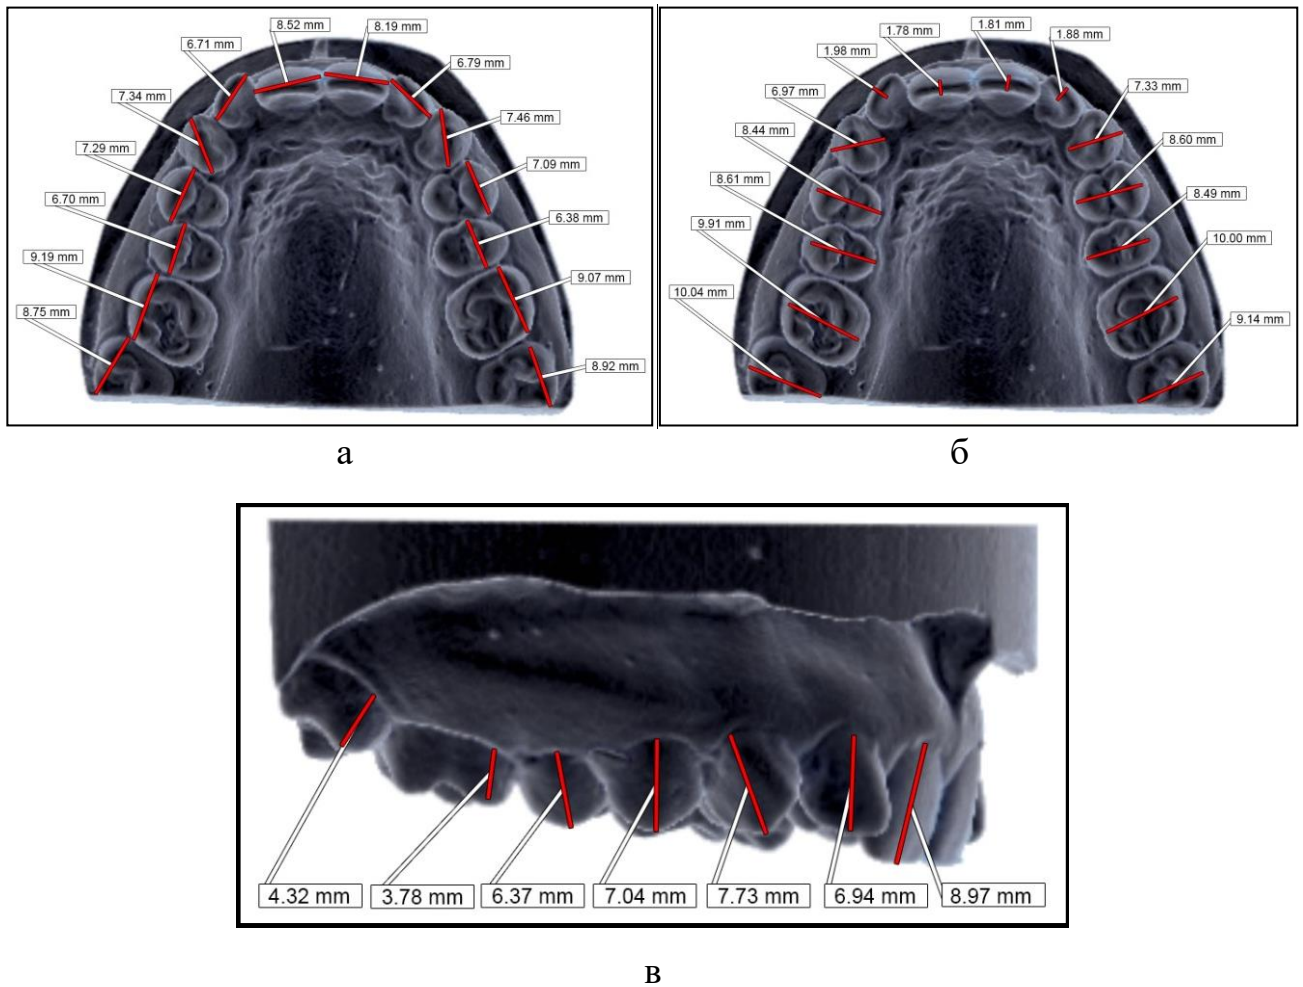 8.52 mm
8.19 mm
6.71 mm
6.79 mm
7.34 mm
7.46 mm
7.29 mm
7.09 mm
6.70 mm
6.38 mm
9.19 mm
9.07 mm
8.75 mm
8.92 mm
а
1.78 mm
1.81 mm
1.98 mm
1.88 mm
6.97 mm
7.33 mm
8.44 mm
8.60 mm
8.61 mm
8.49 mm
9.91 mm
10.00 mm
10.04 mm
9.14 mm
б
4.32 mm
3.78 mm
6.37 mm
7.04 mm
7.73 mm
6.94 mm
8.97 mm
в